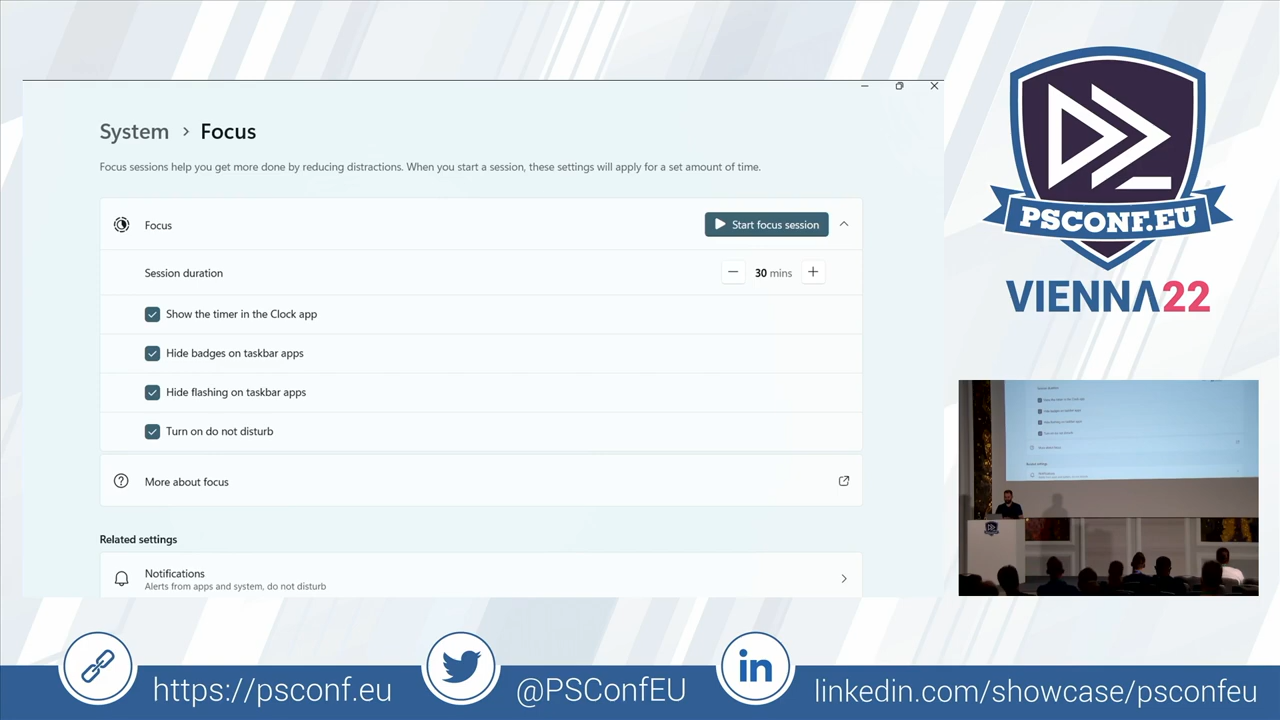 System > Focus
Focus sessions help you get more done by reducing distractions. When you start a session, these settings will apply for a set amount of time.
Focus
Start focus session
Session duration
30 mins
Show the timer in the Clock app
Hide badges on taskbar apps
Hide flashing on taskbar apps
Turn on do not disturb
More about focus
Related settings
Notifications
Alerts from apps and system, do not disturb
PSCONF.EU
VIENNA22
https://psconf.eu
@PSConfEU
in
linkedin.com/showcase/psconfeu